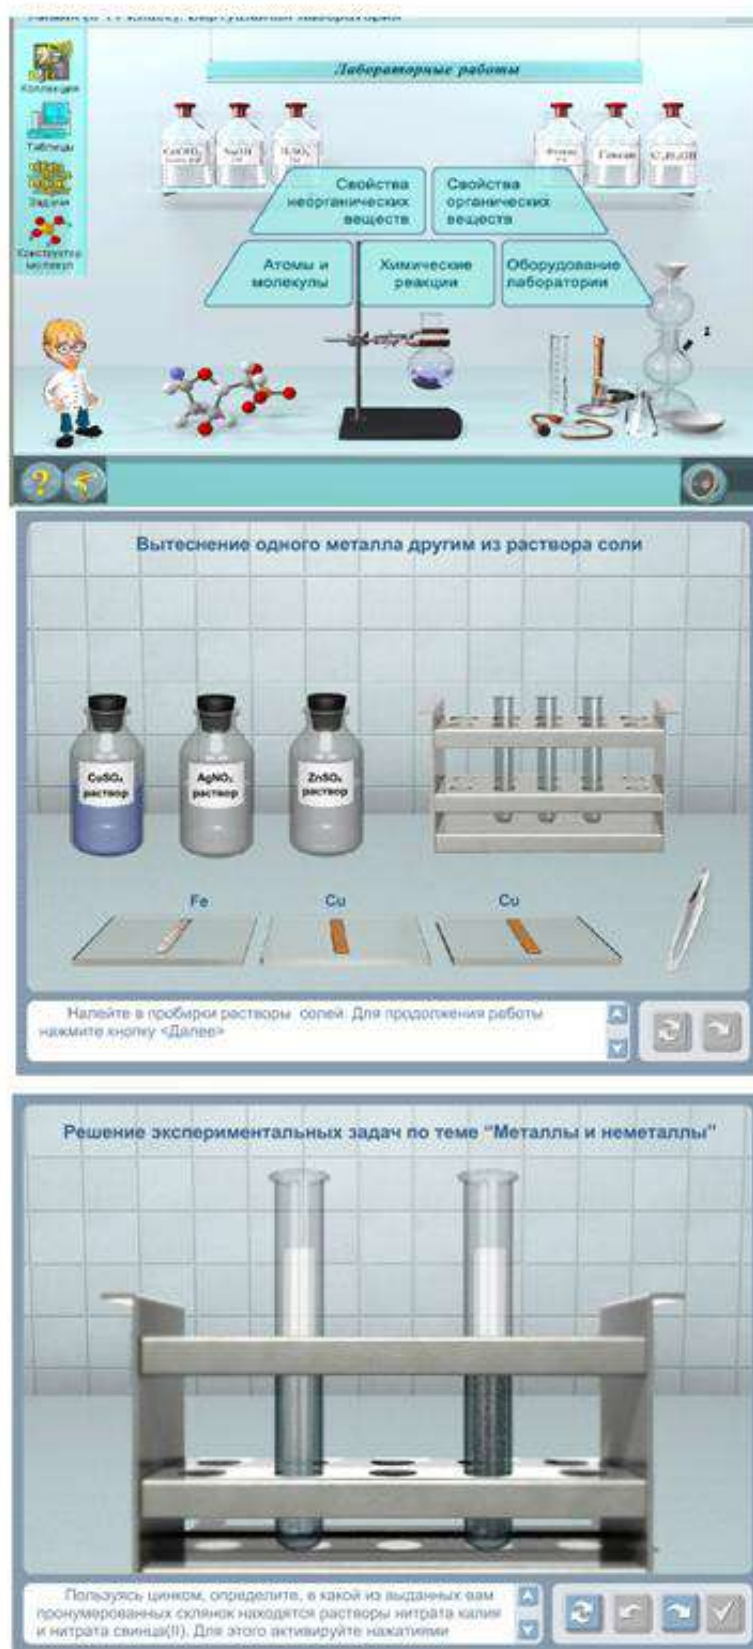 Лабораторные работы
Коллекции
Таблицы
Задачи
Конструктор
молекул
NaOH
Свойства
неорганических
веществ
Свойства
органических
веществ
Атомы и
молекулы
Химические
реакции
Оборудование
лаборатории
Вытеснение одного металла другим из раствора соли
CuSO₄
раствор
AgNO₃
раствор
ZnSO₄
раствор
Fe
Cu
Cu
Налейте в пробирки растворы солей. Для продолжения работы
нажмите кнопку <Далее>
Решение экспериментальных задач по теме "Металлы и неметаллы"
Пользуясь цинком, определите, в какой из выданных вам
пронумерованных склянок находятся растворы нитрата калия
и нитрата свинца(II). Для этого активируйте нажатиями